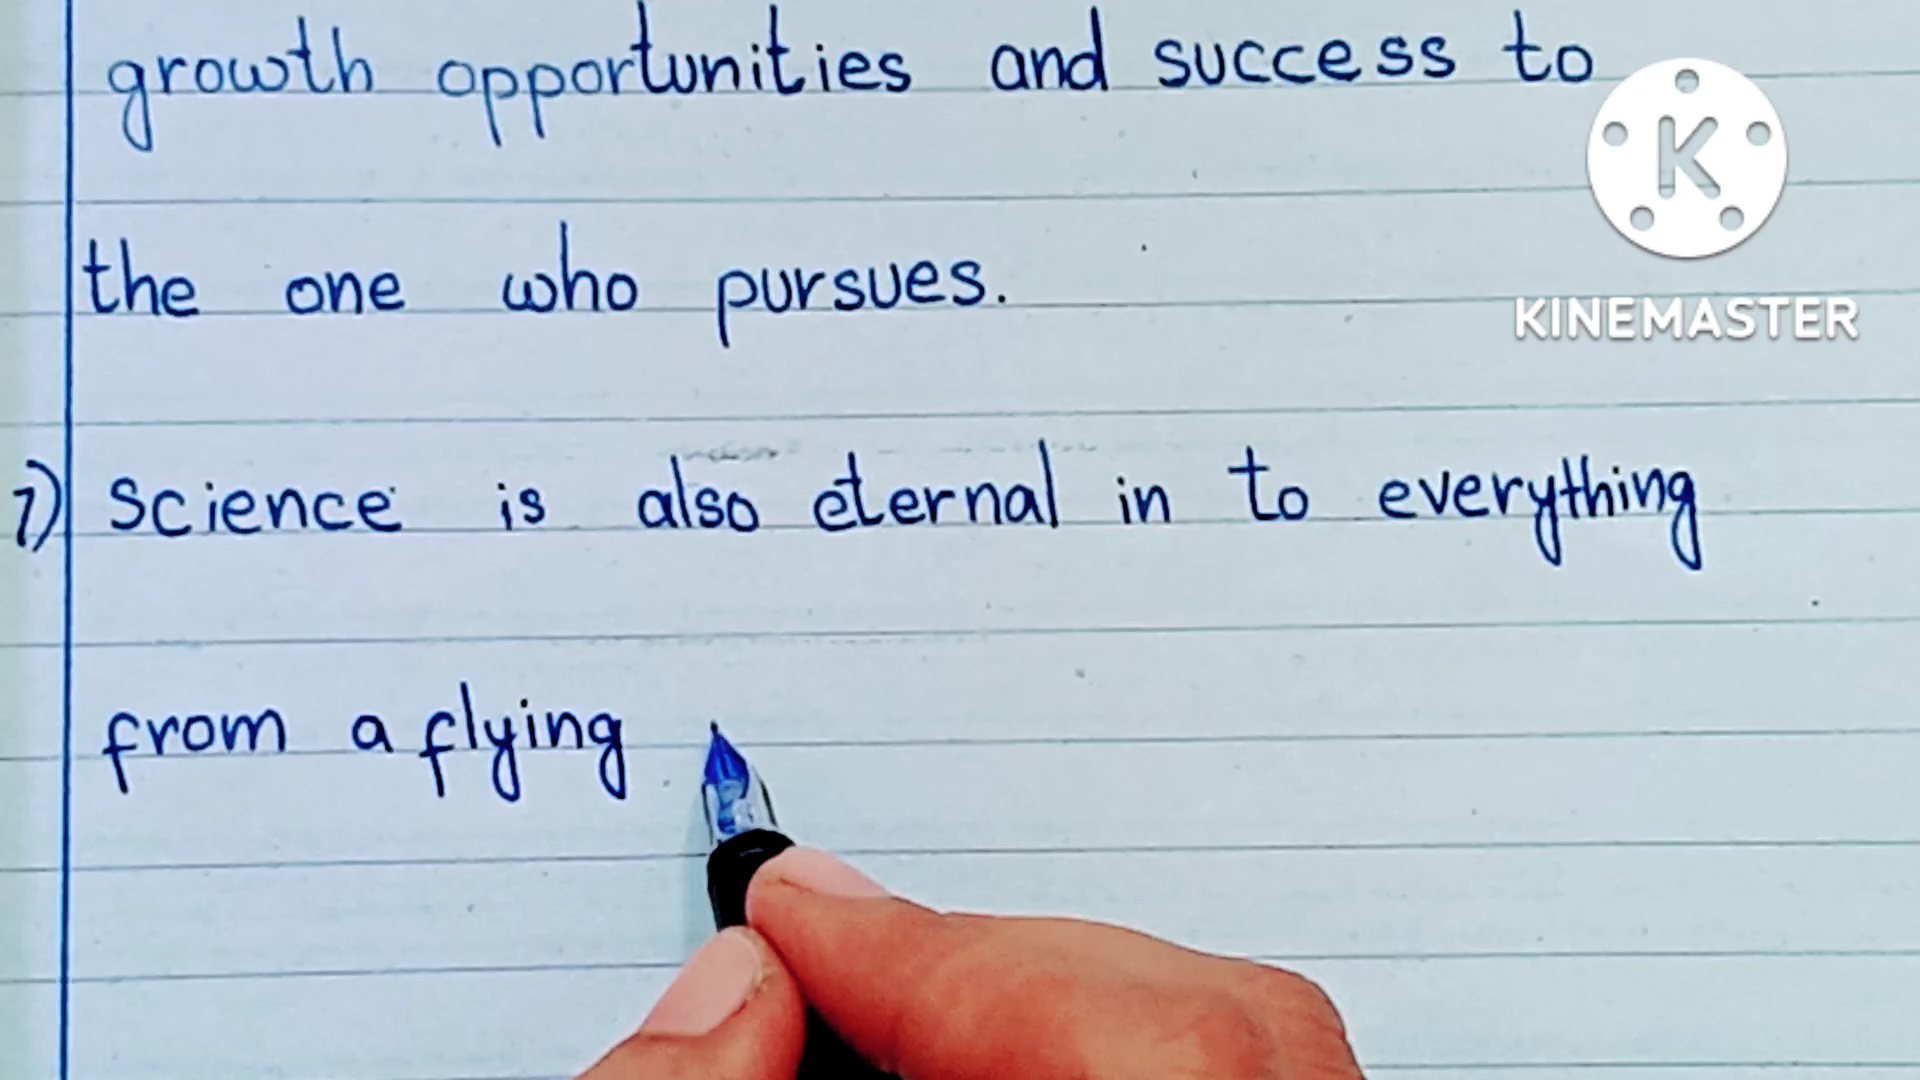 growth opportunities and success to
the one who pursues.
KINEMASTER
7) Science is also eternal in to everything
from a flying